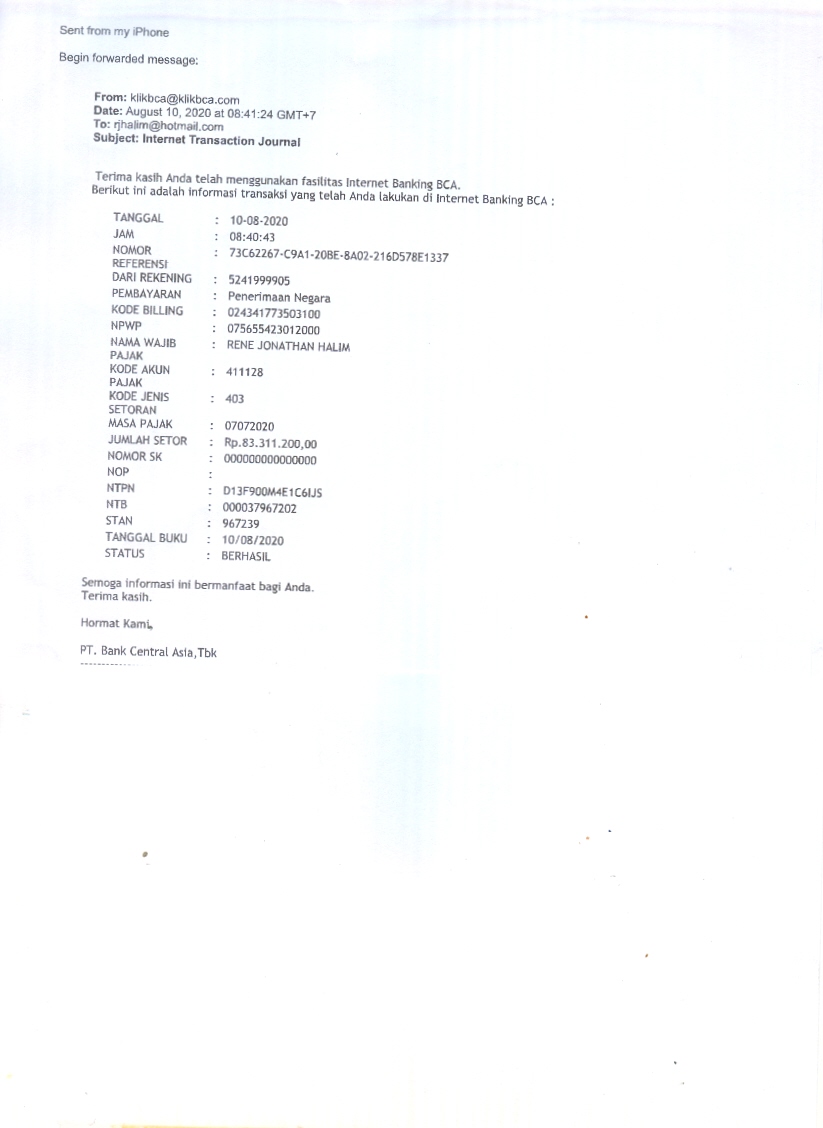 Sent from my iPhone
Begin forwarded message:
From: klikbca@klikbca.com
Date: August 10, 2020 at 08:41:24 GMT+7
To: rjhalim@hotmail.com
Subject: Internet Transaction Journal
Terima kasih Anda telah menggunakan fasilitas Internet Banking BCA.
Berikut ini adalah informasi transaksi yang telah Anda lakukan di Internet Banking BCA :
TANGGAL : 10-08-2020
JAM : 08:40:43
NOMOR : 73C62267-C9A1-20BE-8A02-216D578E1337
REFERENSI
DARI REKENING : 5241999905
PEMBAYARAN : Penerimaan Negara
KODE BILLING : 024341773503100
NPWP : 075655423012000
NAMA WAJIB : RENE JONATHAN HALIM
PAJAK
KODE AKUN : 411128
PAJAK
KODE JENIS : 403
SETORAN
MASA PAJAK : 07072020
JUMLAH SETOR : Rp.83.311.200,00
NOMOR SK : 000000000000000
NOP :
NTPN : D13F900M4E1C6IJS
NTB : 000037967202
STAN : 967239
TANGGAL BUKU : 10/08/2020
STATUS : BERHASIL
Semoga informasi ini bermanfaat bagi Anda.
Terima kasih.
Hormat Kami,
PT. Bank Central Asia,Tbk
------------